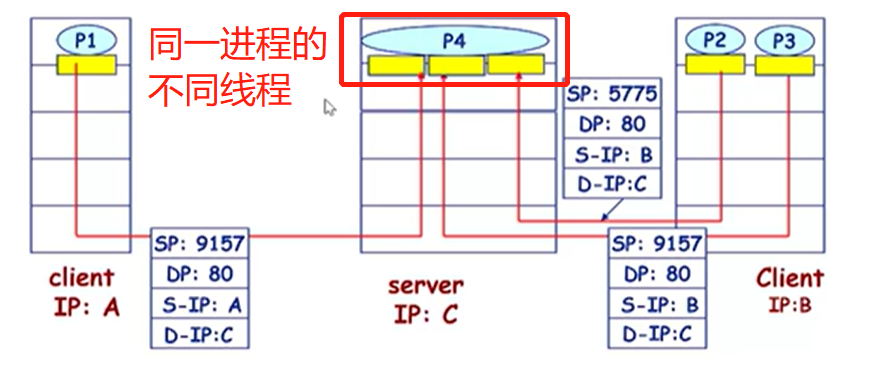 P1
同一进程的
不同线程
P4
P2
P3
SP: 5775
DP: 80
S-IP: B
D-IP:C
SP: 9157
DP: 80
S-IP: A
D-IP:C
SP: 9157
DP: 80
S-IP: B
D-IP:C
client
IP: A
server
IP: C
Client
IP:B